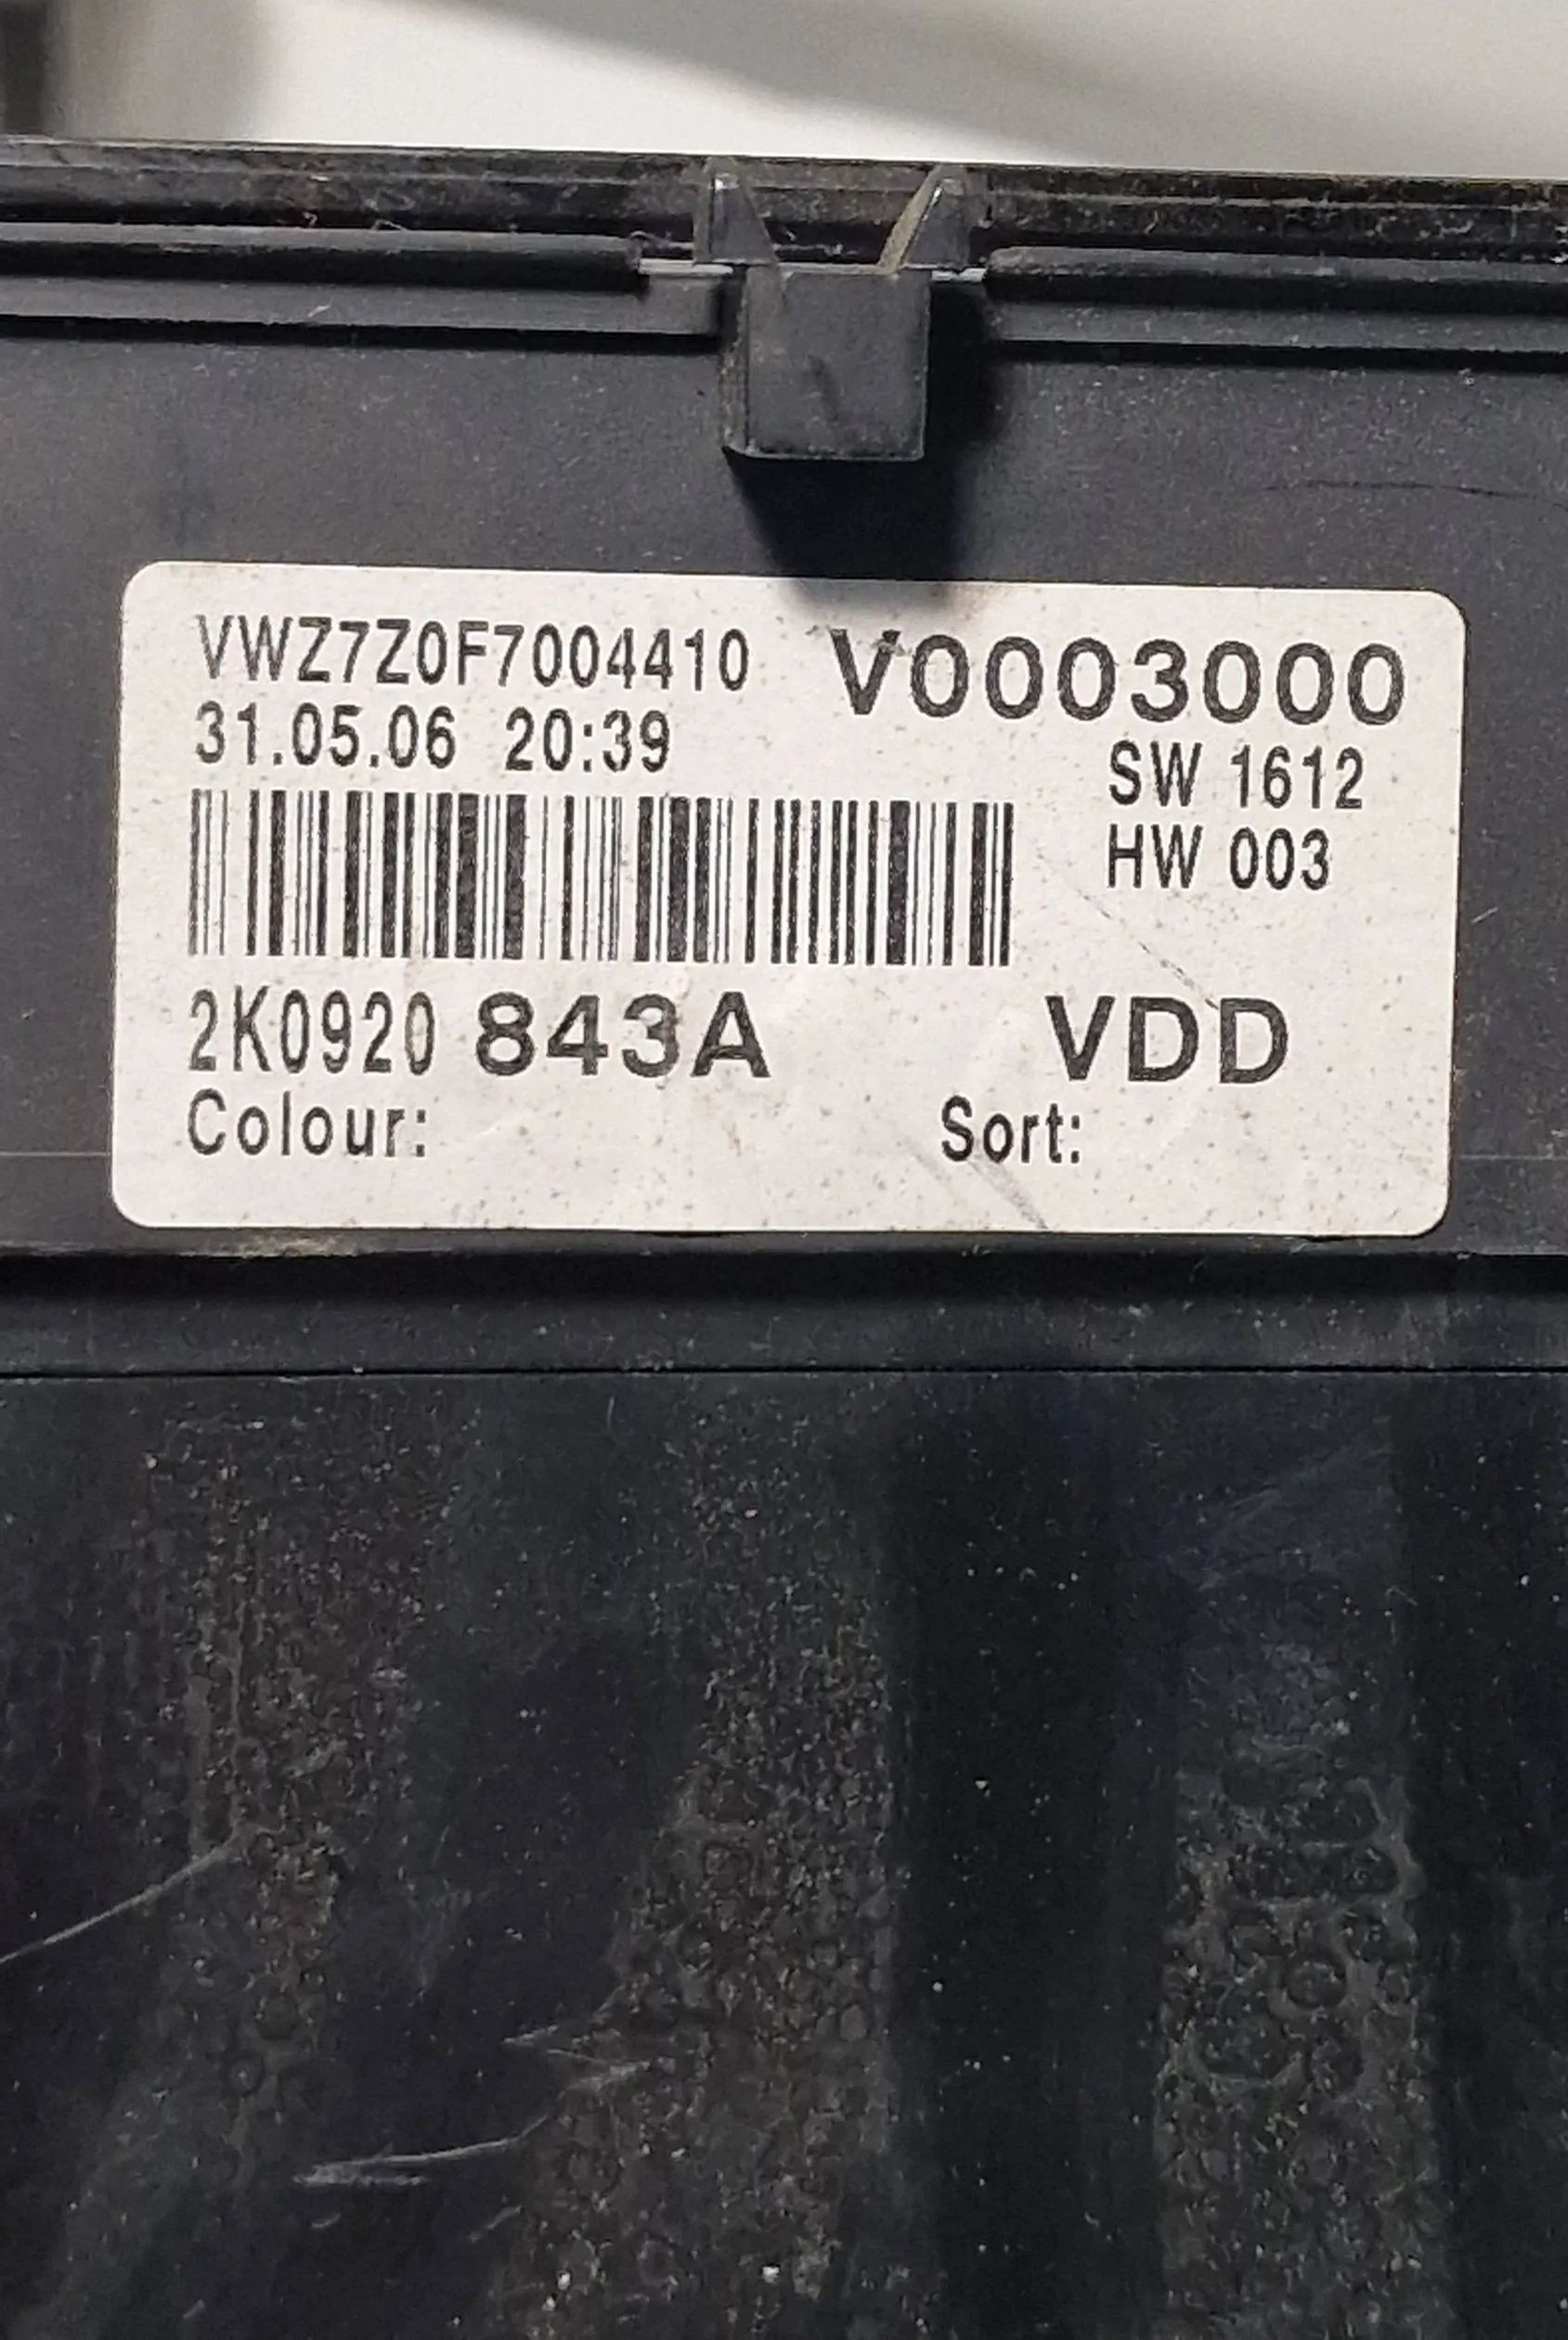 VWZ7Z0F7004410 V0003000
31.05.06 20:39 SW 1612
HW 003
2K0920 843A VDD
Colour: Sort: